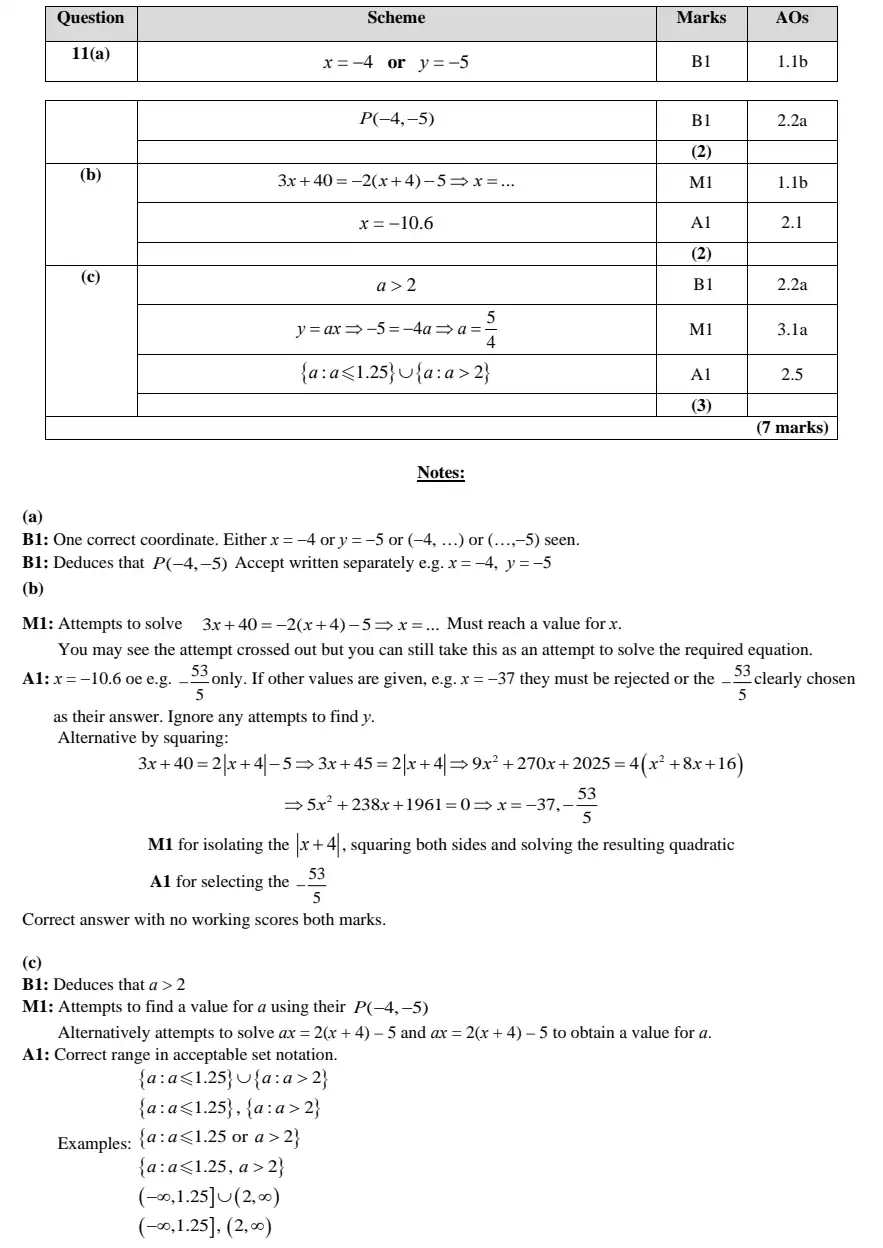 Question Scheme Marks AOs
11(a) x = −4 or y = −5 B1 1.1b
P(−4,−5) B1 2.2a
(2)
(b) 3x + 40 = −2(x + 4) − 5 ⇒ x = ... M1 1.1b
x = −10.6 A1 2.1
(2)
(c) a > 2 B1 2.2a
y = ax ⇒ −5 = −4a ⇒ a = 5/4 M1 3.1a
{a : a ⩽ 1.25} ∪ {a : a > 2} A1 2.5
(3)
(7 marks)
Notes:
(a)
B1: One correct coordinate. Either x = −4 or y = −5 or (−4, …) or (…,−5) seen.
B1: Deduces that P(−4,−5) Accept written separately e.g. x = −4, y = −5
(b)
M1: Attempts to solve 3x + 40 = −2(x + 4) − 5 ⇒ x = ... Must reach a value for x.
You may see the attempt crossed out but you can still take this as an attempt to solve the required equation.
A1: x = −10.6 oe e.g. −53/5 only. If other values are given, e.g. x = −37 they must be rejected or the −53/5 clearly chosen
as their answer. Ignore any attempts to find y.
Alternative by squaring:
3x + 40 = 2|x + 4| − 5 ⇒ 3x + 45 = 2|x + 4| ⇒ 9x² + 270x + 2025 = 4(x² + 8x + 16)
⇒ 5x² + 238x + 1961 = 0 ⇒ x = −37, −53/5
M1 for isolating the |x + 4|, squaring both sides and solving the resulting quadratic
A1 for selecting the −53/5
Correct answer with no working scores both marks.
(c)
B1: Deduces that a > 2
M1: Attempts to find a value for a using their P(−4,−5)
Alternatively attempts to solve ax = 2(x + 4) – 5 and ax = 2(x + 4) – 5 to obtain a value for a.
A1: Correct range in acceptable set notation.
{a : a ⩽ 1.25} ∪ {a : a > 2}
{a : a ⩽ 1.25}, {a : a > 2}
Examples: {a : a ⩽ 1.25 or a > 2}
{a : a ⩽ 1.25, a > 2}
(−∞,1.25] ∪ (2,∞)
(−∞,1.25], (2,∞)